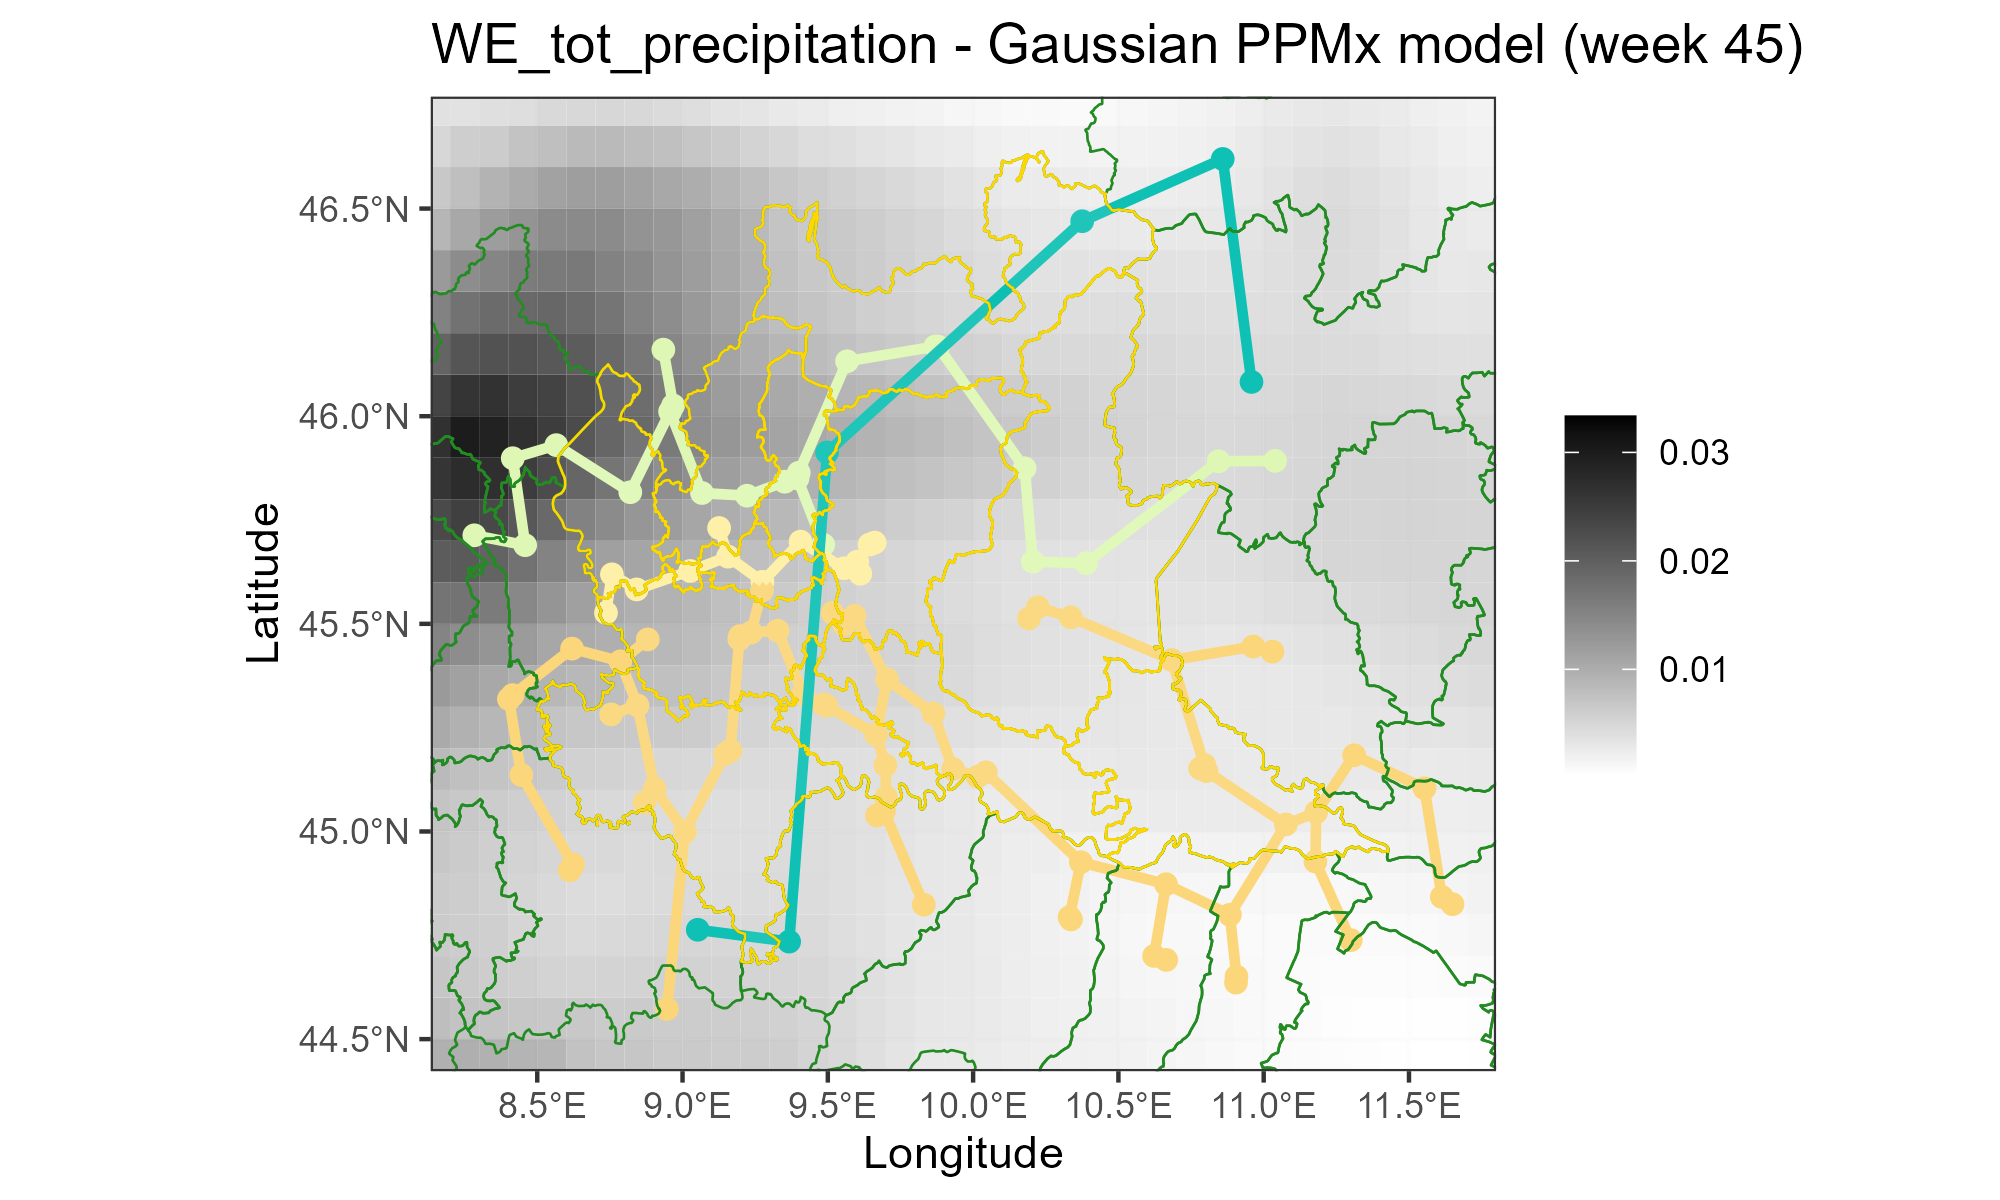 WE_tot_precipitation - Gaussian PPMx model (week 45)
46.5°N
46.0°N
45.5°N
45.0°N
44.5°N
Latitude
8.5°E 9.0°E 9.5°E 10.0°E 10.5°E 11.0°E 11.5°E
Longitude
0.03
0.02
0.01